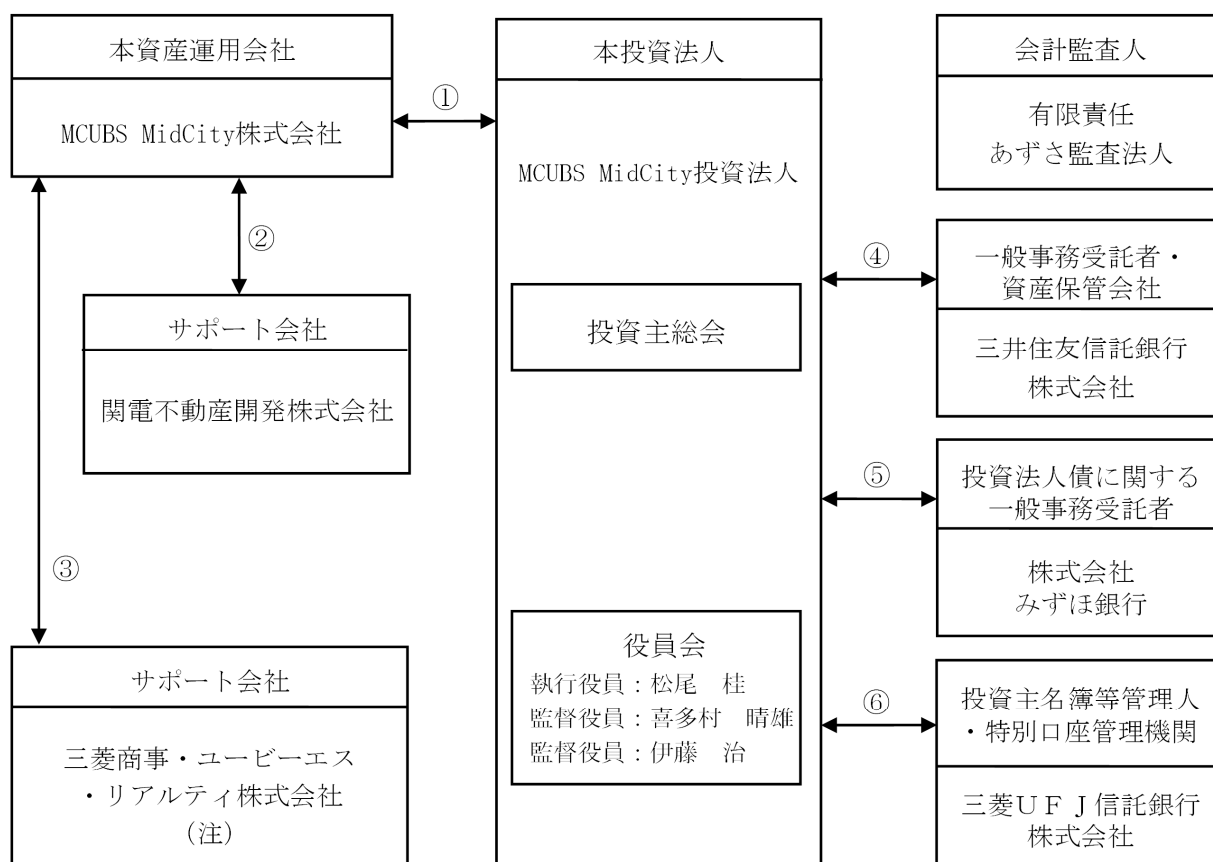 本資産運用会社
MCUBS MidCity株式会社
①
②
サポート会社
関電不動産開発株式会社
③
サポート会社
三菱商事・ユービーエス
・リアルティ株式会社
(注)
本投資法人
MCUBS MidCity投資法人
投資主総会
役員会
執行役員:松尾　桂
監督役員:喜多村　晴雄
監督役員:伊藤　治
会計監査人
有限責任
あずさ監査法人
④
一般事務受託者・
資産保管会社
三井住友信託銀行
株式会社
⑤
投資法人債に関する
一般事務受託者
株式会社
みずほ銀行
⑥
投資主名簿等管理人
・特別口座管理機関
三菱ＵＦＪ信託銀行
株式会社